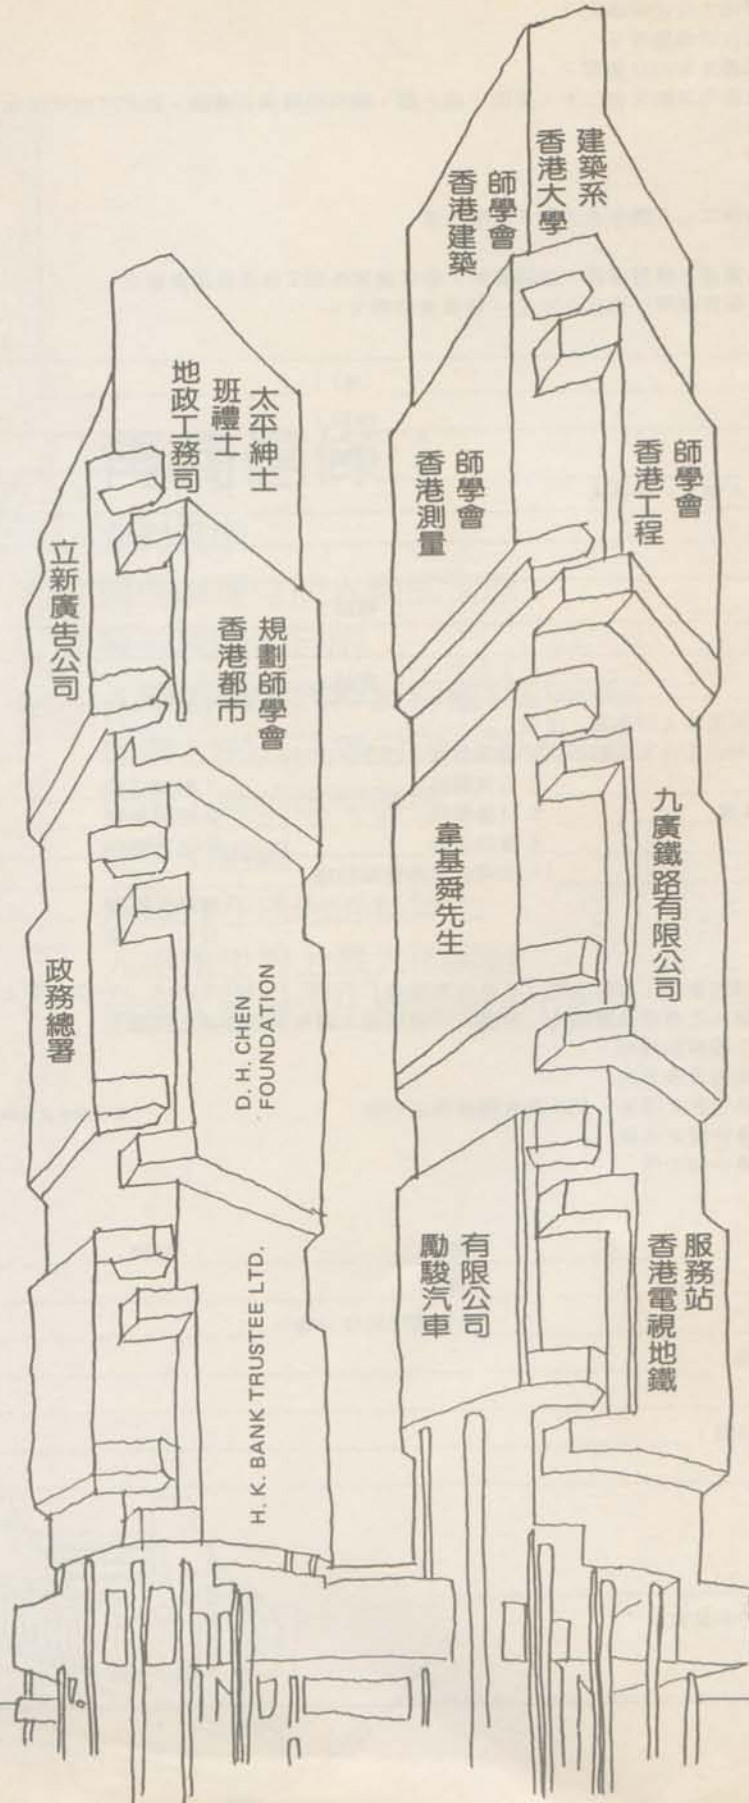 香港建築
師學會
香港大學
建築系
香港測量
師學會
香港工程
師學會
韋基舜先生
九廣鐵路有限公司
勵駿汽車
有限公司
香港電視地鐵
服務站
地政工務司
班禮士
太平紳士
立新廣告公司
香港都市
規劃師學會
政務總署
D. H. CHEN
FOUNDATION
H. K. BANK TRUSTEE LTD.